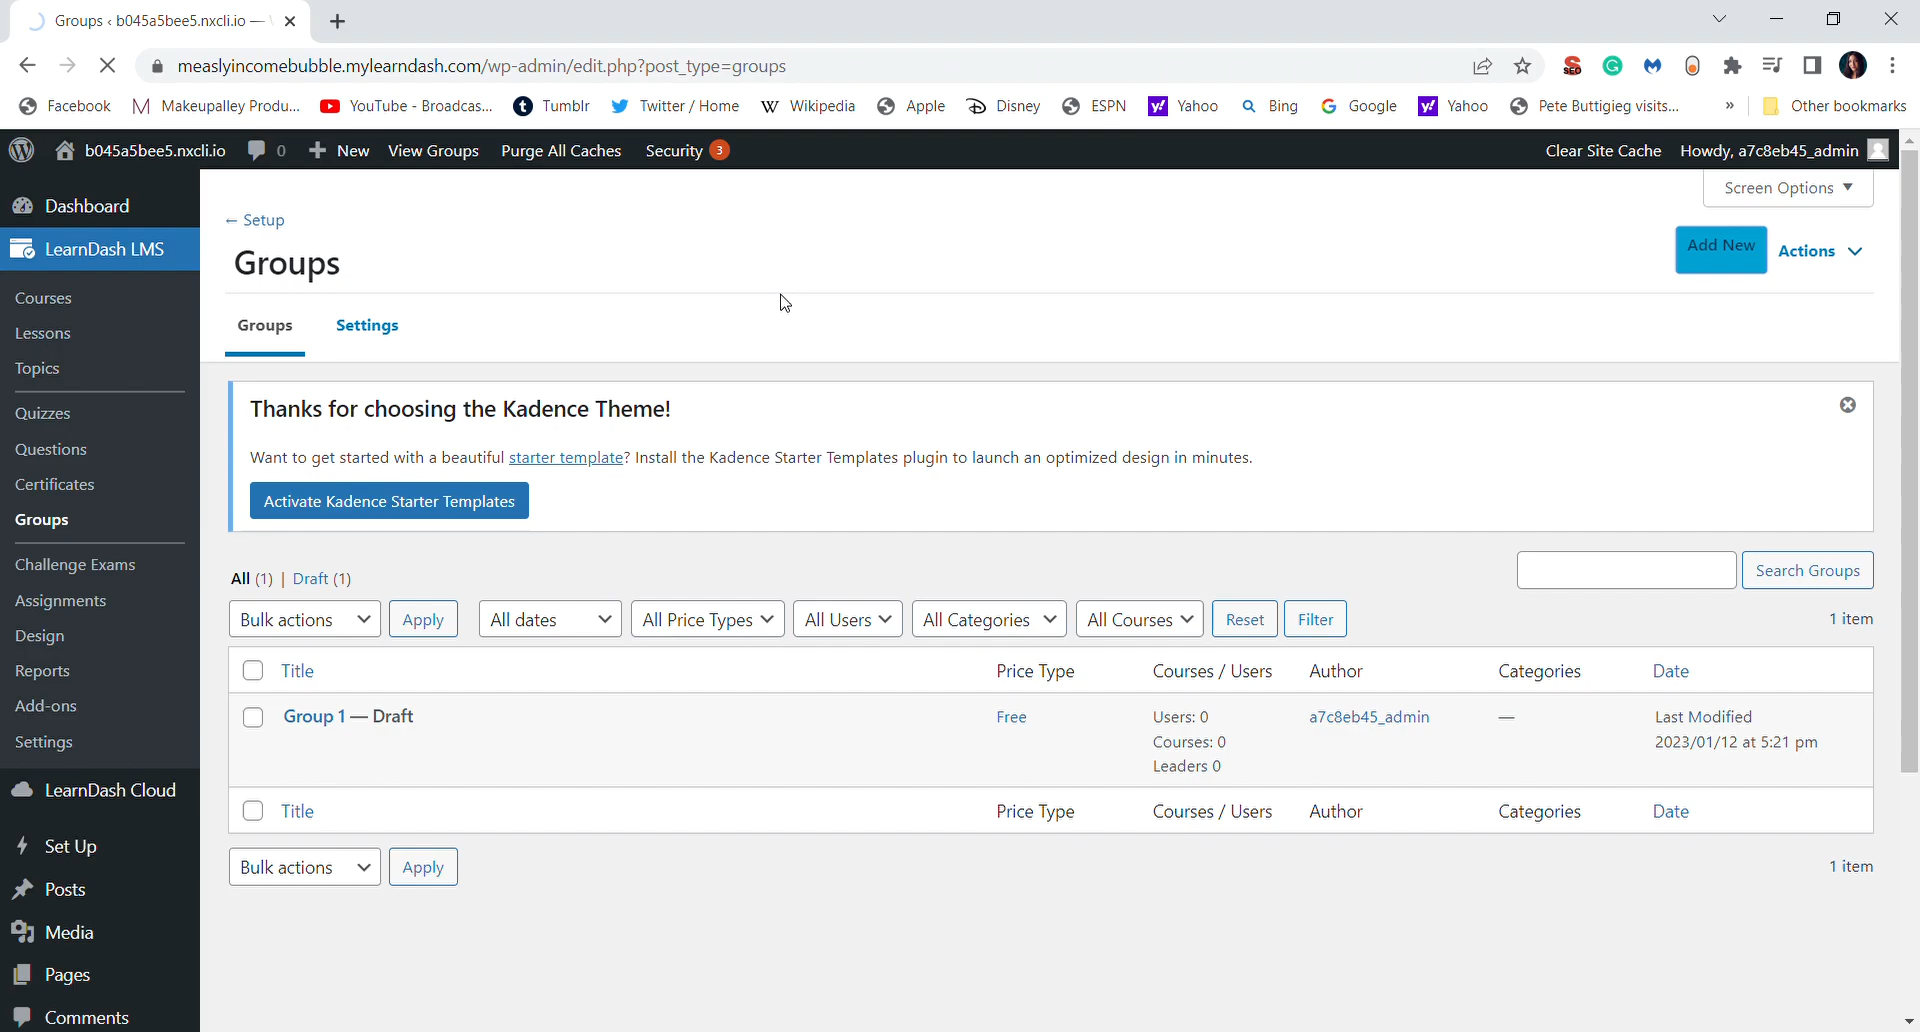 Groups ‹ b045a5bee5.nxcli.io —
measlyincomebubble.mylearndash.com/wp-admin/edit.php?post_type=groups
SEO
Facebook Makeupalley Produ... YouTube - Broadcas... Tumblr Twitter / Home Wikipedia Apple Disney ESPN Yahoo Bing Google Yahoo Pete Buttigieg visits... » Other bookmarks
b045a5bee5.nxcli.io 0 New View Groups Purge All Caches Security 3 Clear Site Cache Howdy, a7c8eb45_admin
Dashboard
LearnDash LMS
Courses
Lessons
Topics
Quizzes
Questions
Certificates
Groups
Challenge Exams
Assignments
Design
Reports
Add-ons
Settings
LearnDash Cloud
Set Up
Posts
Media
Pages
Comments
Screen Options
← Setup
Groups
Add New Actions
Groups Settings
Thanks for choosing the Kadence Theme!
Want to get started with a beautiful starter template? Install the Kadence Starter Templates plugin to launch an optimized design in minutes.
Activate Kadence Starter Templates
All (1) | Draft (1) Search Groups
Bulk actions Apply All dates All Price Types All Users All Categories All Courses Reset Filter 1 item
Title Price Type Courses / Users Author Categories Date
Group 1 — Draft Free Users: 0 a7c8eb45_admin — Last Modified
Courses: 0 2023/01/12 at 5:21 pm
Leaders 0
Title Price Type Courses / Users Author Categories Date
Bulk actions Apply 1 item